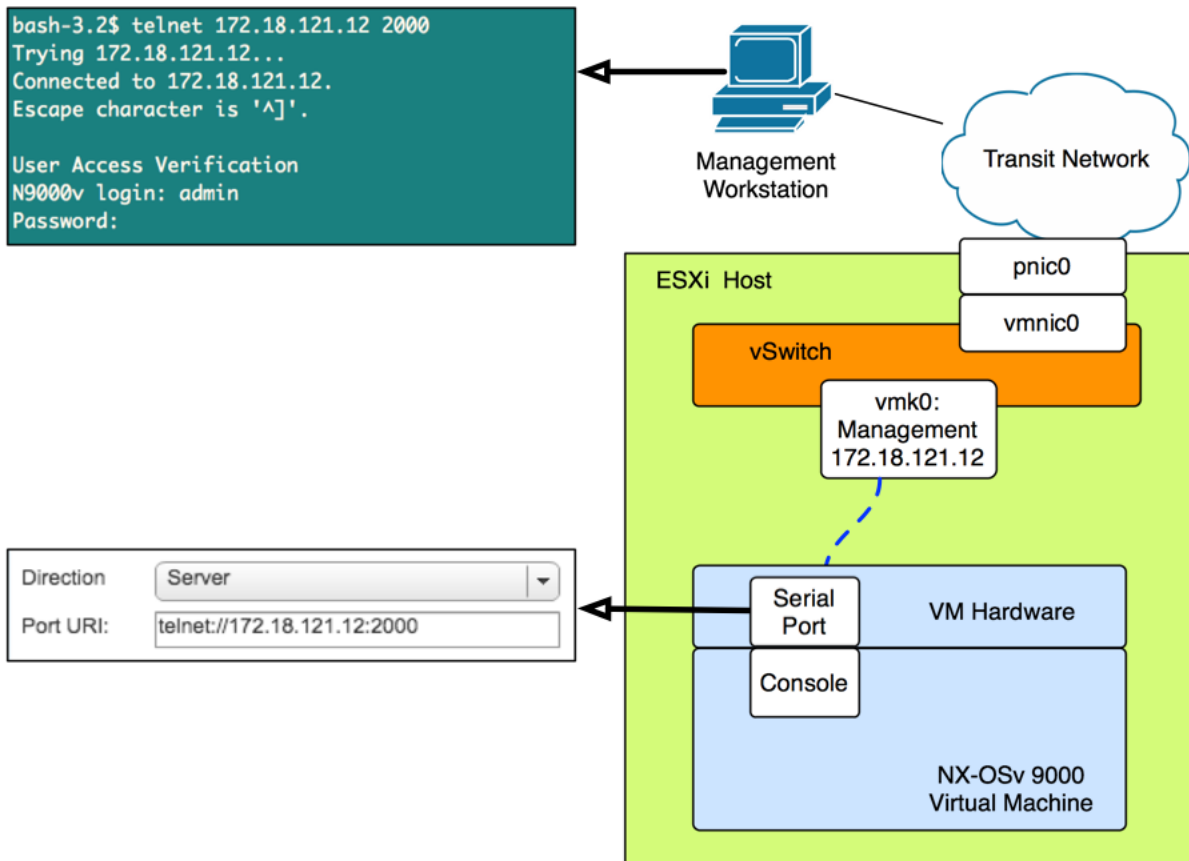 bash-3.2$ telnet 172.18.121.12 2000
Trying 172.18.121.12...
Connected to 172.18.121.12.
Escape character is '^]'.
User Access Verification
N9000v login: admin
Password:
Management
Workstation
Transit Network
ESXi Host
pnic0
vmnic0
vSwitch
vmk0:
Management
172.18.121.12
Direction
Server
Port URI:
telnet://172.18.121.12:2000
Serial
Port
VM Hardware
Console
NX-OSv 9000
Virtual Machine